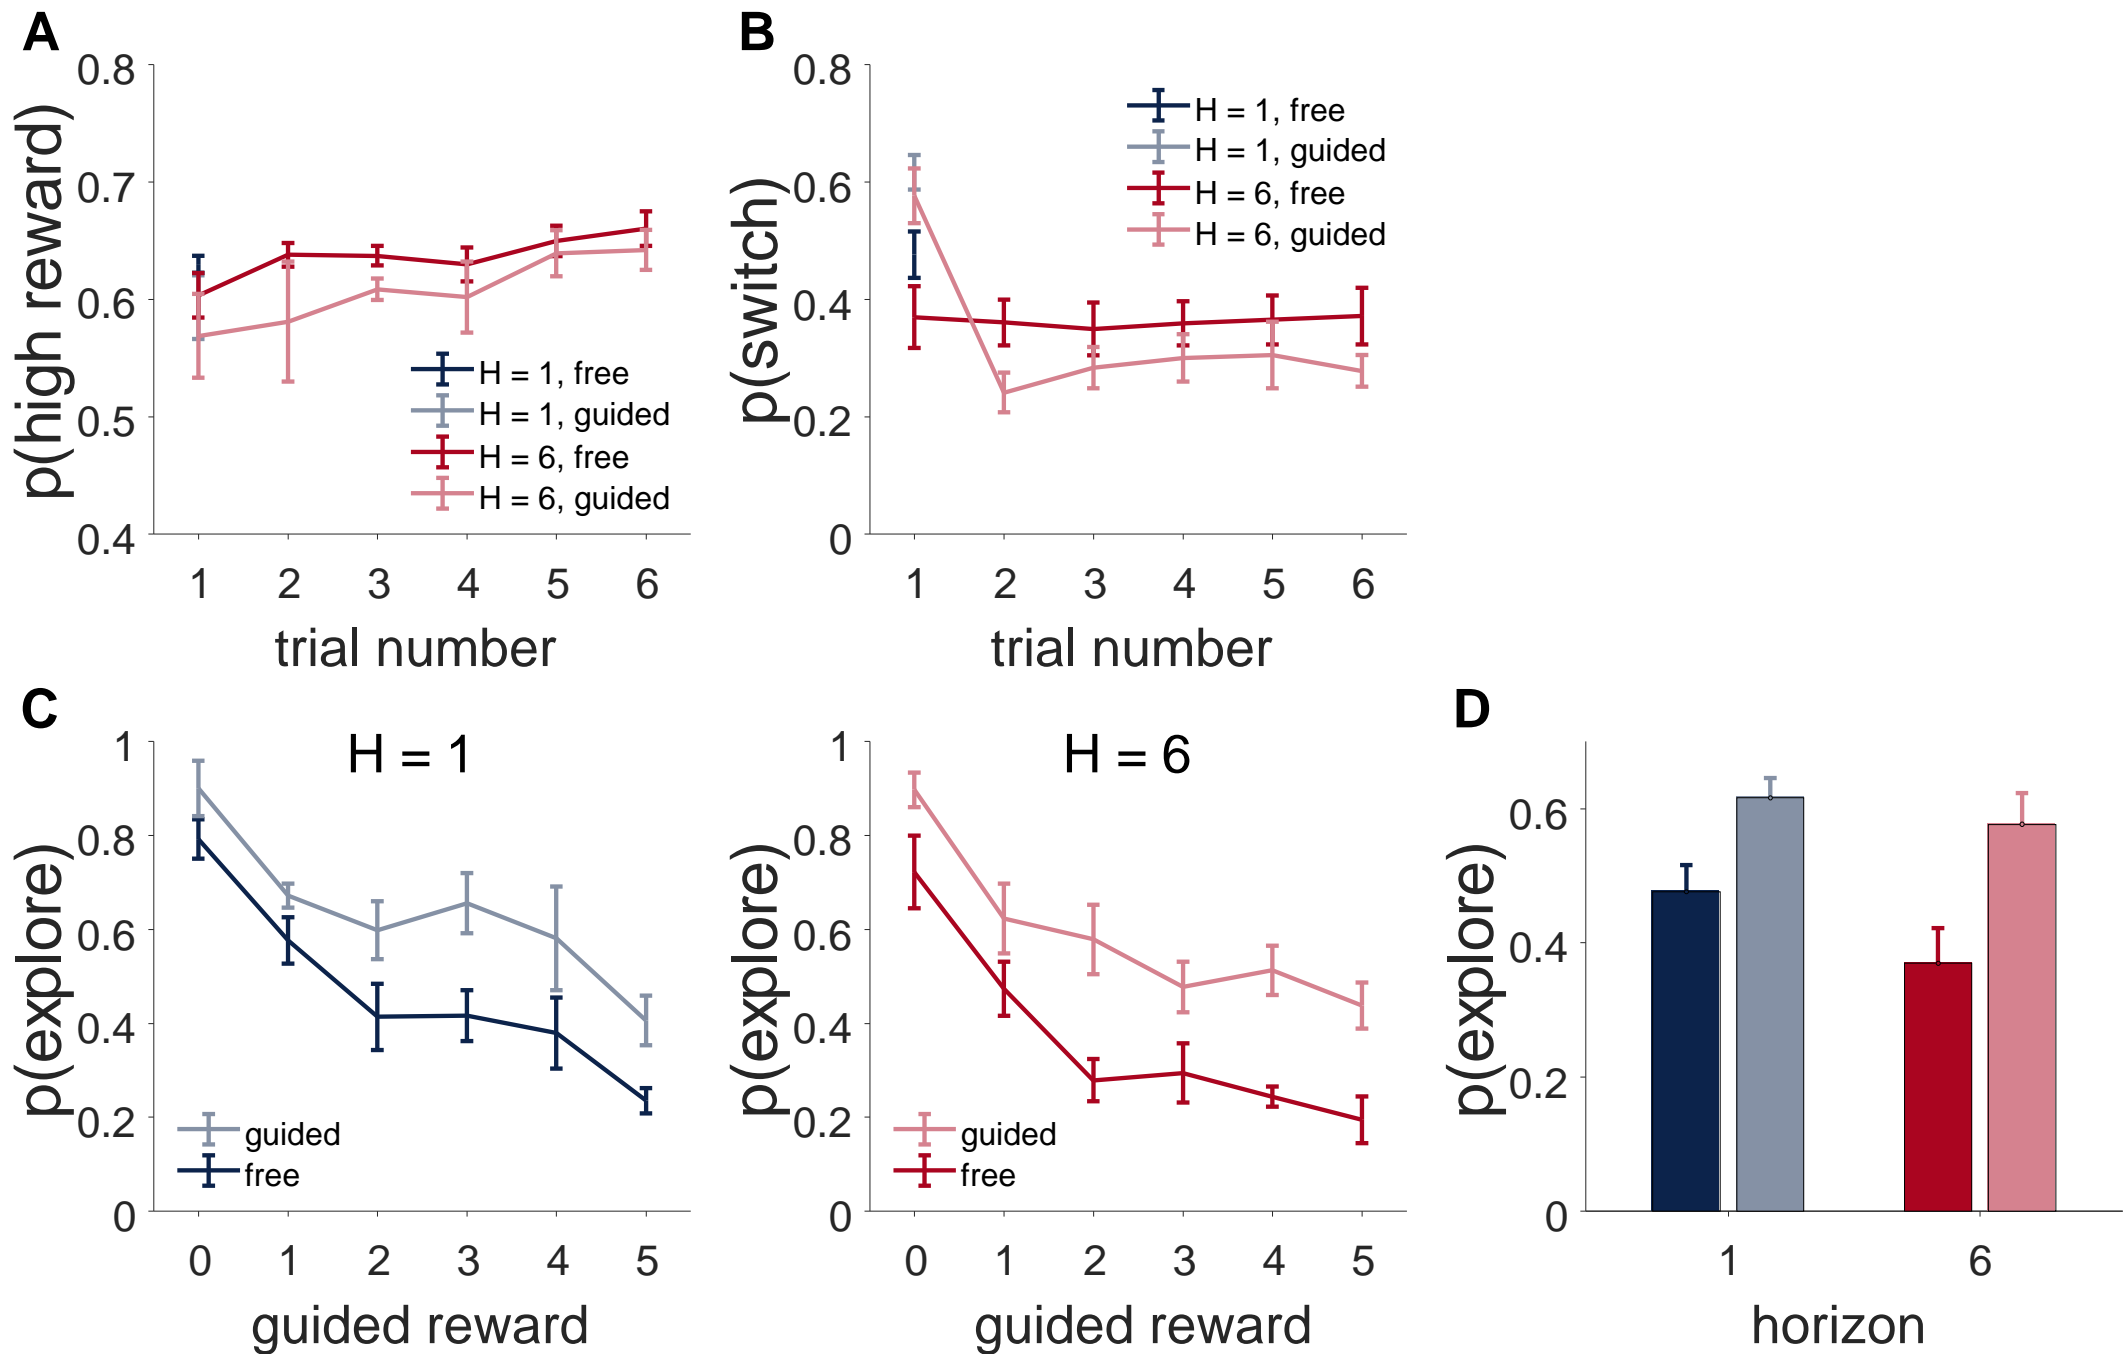 A
p(high reward)
0.8
0.7
0.6
0.5
0.4
1 2 3 4 5 6
trial number
H = 1, free
H = 1, guided
H = 6, free
H = 6, guided
B
p(switch)
0.8
0.6
0.4
0.2
0
1 2 3 4 5 6
trial number
H = 1, free
H = 1, guided
H = 6, free
H = 6, guided
C
H = 1
p(explore)
1
0.8
0.6
0.4
0.2
0
guided
free
0 1 2 3 4 5
guided reward
H = 6
p(explore)
1
0.8
0.6
0.4
0.2
0
guided
free
0 1 2 3 4 5
guided reward
D
p(explore)
0.6
0.4
0.2
0
1 6
horizon